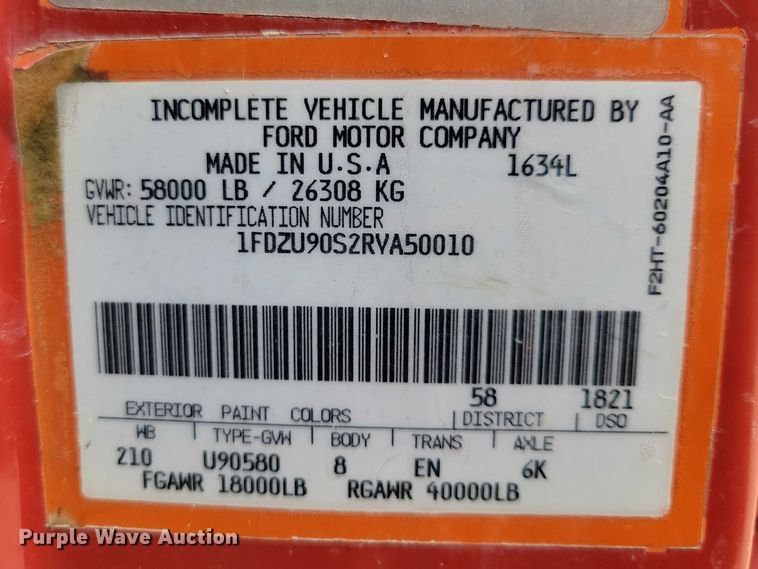 INCOMPLETE VEHICLE MANUFACTURED BY
FORD MOTOR COMPANY
MADE IN U.S.A 1634L
GVWR: 58000 LB / 26308 KG
VEHICLE IDENTIFICATION NUMBER
1FDZU90S2RVA50010
F2HT-60204A10-AA
58 1821
EXTERIOR PAINT COLORS DISTRICT DSO
WB TYPE-GVW BODY TRANS AXLE
210 U90580 8 EN 6K
FGAWR 18000LB RGAWR 40000LB
Purple Wave Auction